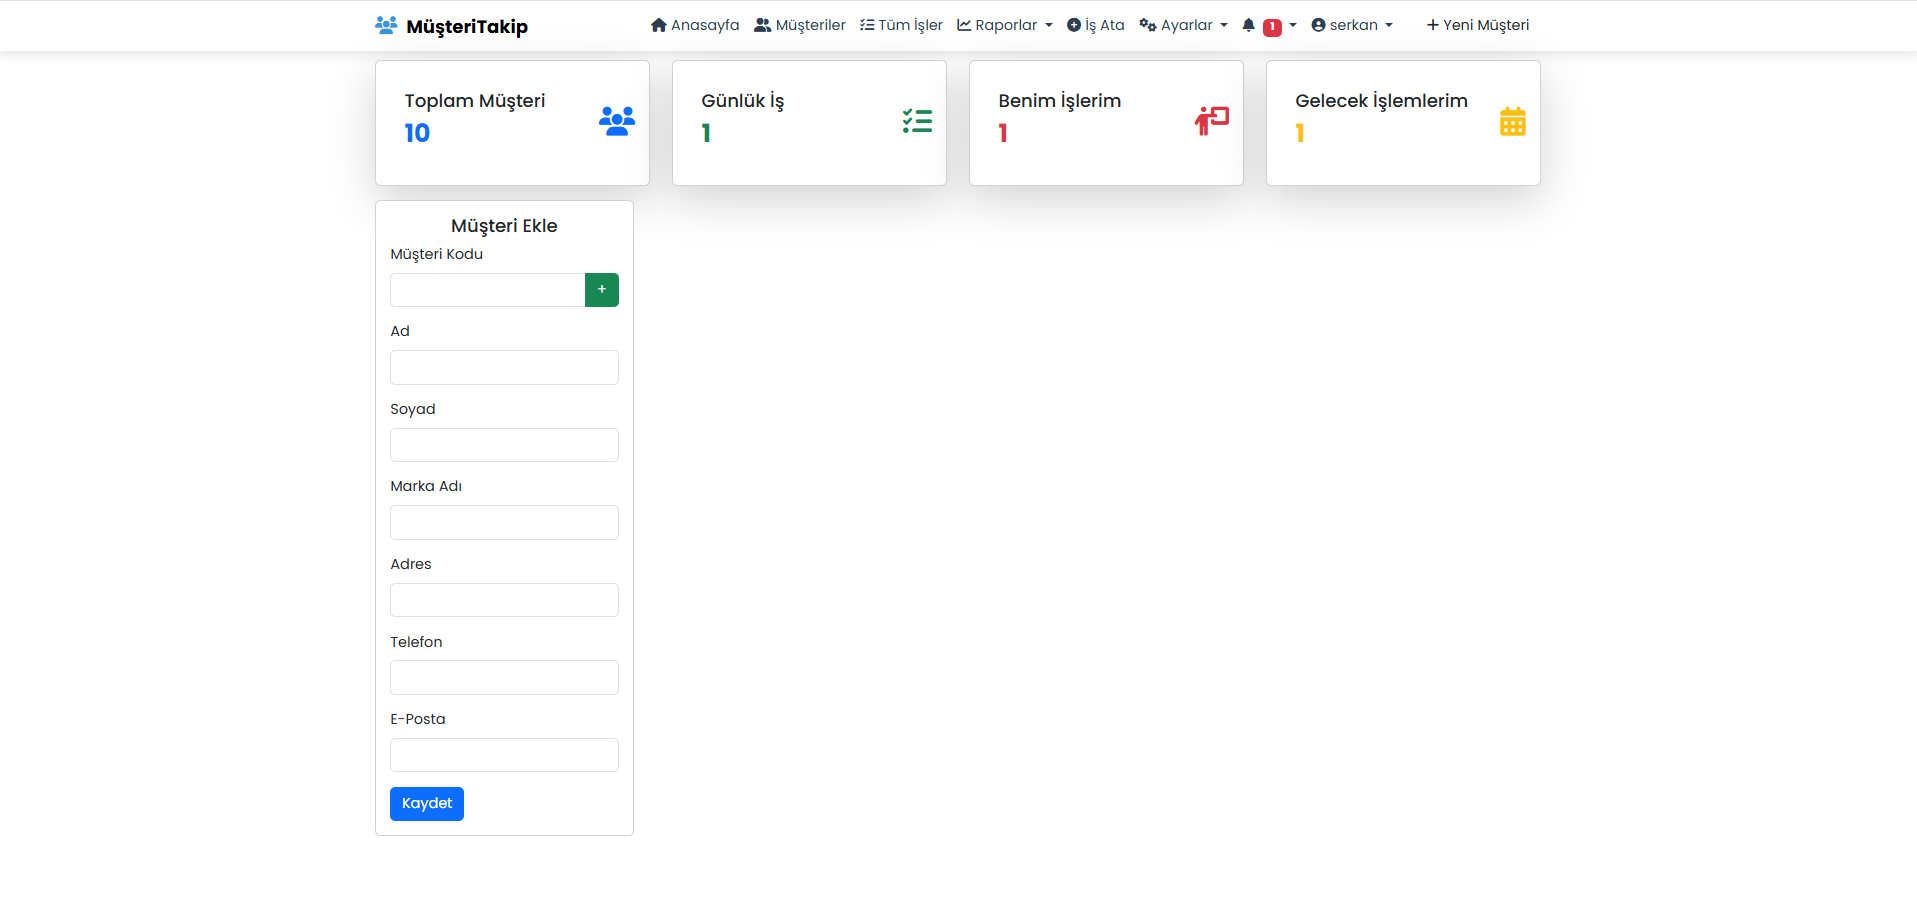 MüşteriTakip
Anasayfa Müşteriler Tüm İşler Raporlar İş Ata Ayarlar 1 serkan + Yeni Müşteri
Toplam Müşteri
10
Günlük İş
1
Benim İşlerim
1
Gelecek İşlemlerim
1
Müşteri Ekle
Müşteri Kodu
+
Ad
Soyad
Marka Adı
Adres
Telefon
E-Posta
Kaydet